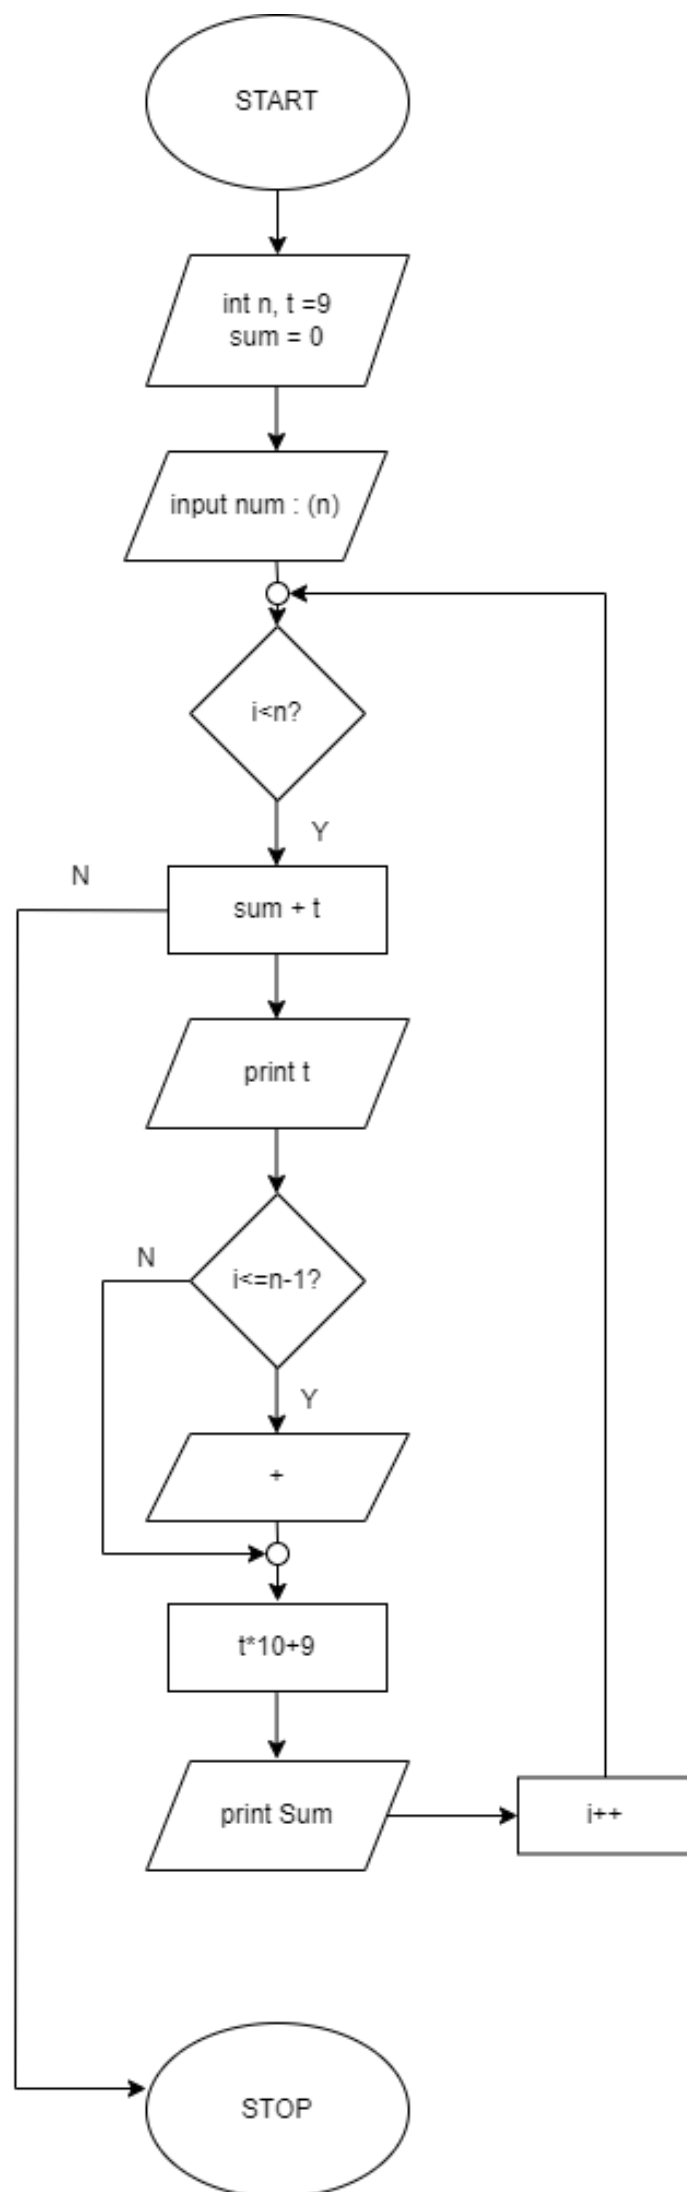 START
int n, t =9
sum = 0
input num : (n)
i<n?
Y
N
sum + t
print t
N
i<=n-1?
Y
+
t*10+9
print Sum
i++
STOP